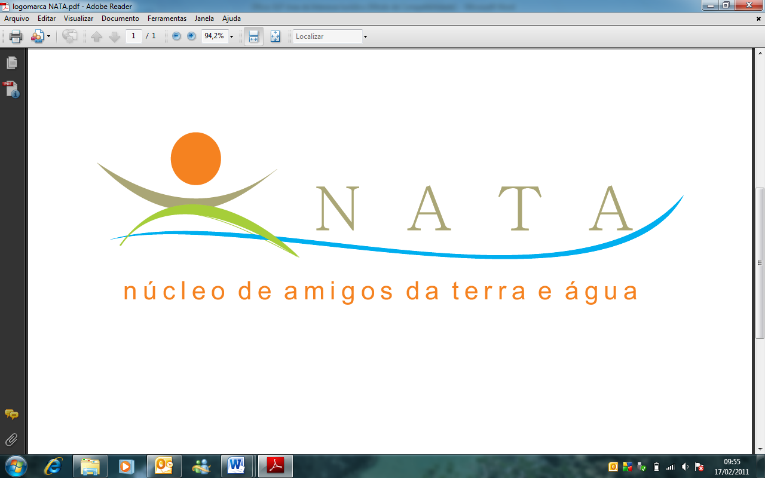 logomarca NATA.pdf - Adobe Reader
Arquivo Editar Visualizar Documento Ferramentas Janela Ajuda
1 / 1 94,2% Localizar
N A T A
núcleo de amigos da terra e água
09:55
17/02/2011